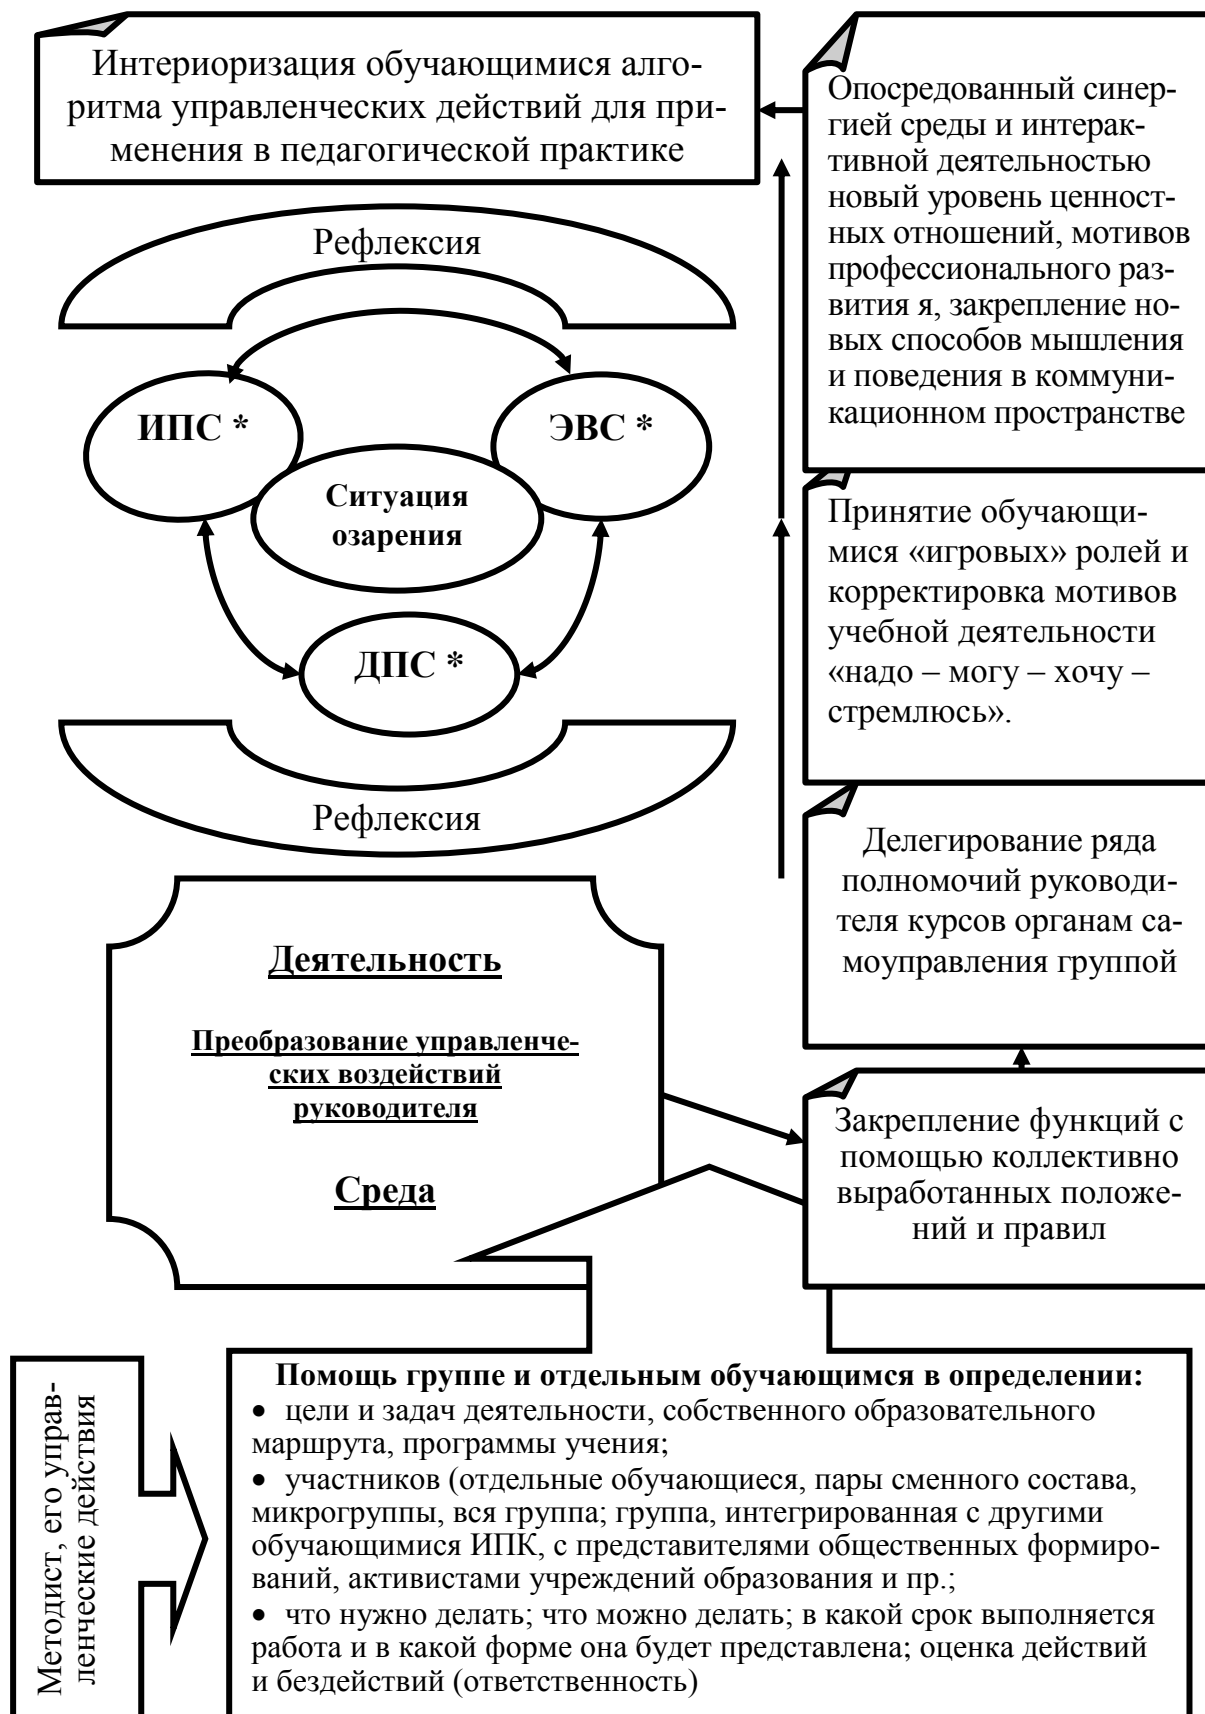 Интериоризация обучающимися алго-
ритма управленческих действий для при-
менения в педагогической практике
Опосредованный синер-
гией среды и интерак-
тивной деятельностью
новый уровень ценност-
ных отношений, мотивов
профессионального раз-
вития я, закрепление но-
вых способов мышления
и поведения в коммуни-
кационном пространстве
Рефлексия
ИПС *
ЭВС *
Ситуация
озарения
ДПС *
Принятие обучающи-
мися «игровых» ролей и
корректировка мотивов
учебной деятельности
«надо – могу – хочу –
стремлюсь».
Рефлексия
Делегирование ряда
полномочий руководи-
теля курсов органам са-
моуправления группой
Деятельность
Преобразование управленче-
ских воздействий
руководителя
Среда
Закрепление функций с
помощью коллективно
выработанных положе-
ний и правил
Методист, его управ-
ленческие действия
Помощь группе и отдельным обучающимся в определении:
• цели и задач деятельности, собственного образовательного
маршрута, программы учения;
• участников (отдельные обучающиеся, пары сменного состава,
микрогруппы, вся группа; группа, интегрированная с другими
обучающимися ИПК, с представителями общественных формиро-
ваний, активистами учреждений образования и пр.;
• что нужно делать; что можно делать; в какой срок выполняется
работа и в какой форме она будет представлена; оценка действий
и бездействий (ответственность)